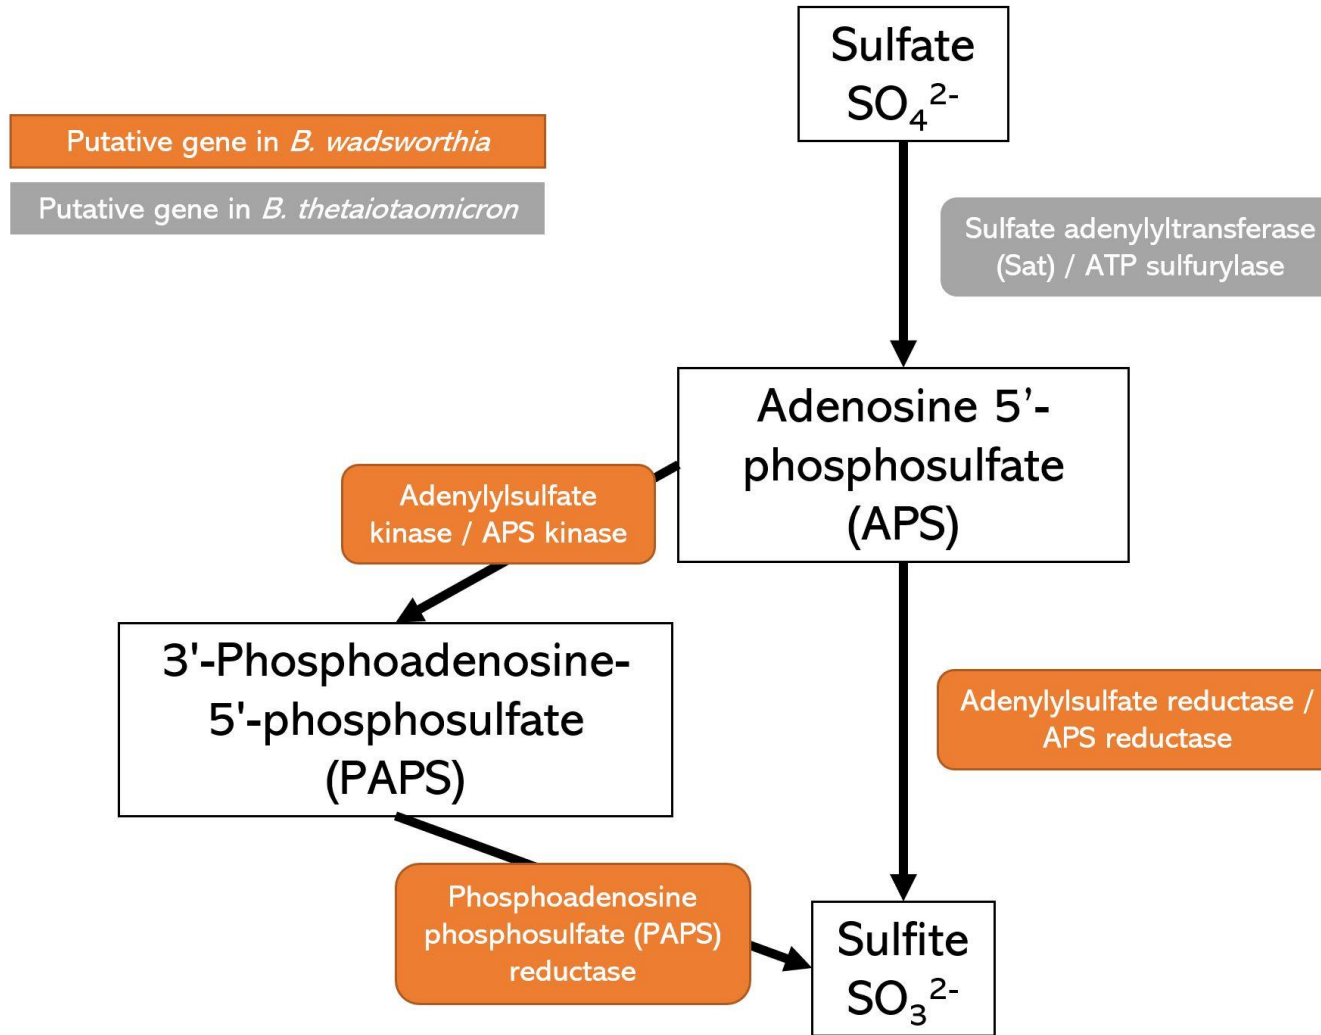 Sulfate
SO₄²⁻
Putative gene in B. wadsworthia
Putative gene in B. thetaiotaomicron
Sulfate adenylyltransferase
(Sat) / ATP sulfurylase
Adenosine 5’-
phosphosulfate
(APS)
Adenylylsulfate
kinase / APS kinase
3'-Phosphoadenosine-
5'-phosphosulfate
(PAPS)
Adenylylsulfate reductase /
APS reductase
Phosphoadenosine
phosphosulfate (PAPS)
reductase
Sulfite
SO₃²⁻